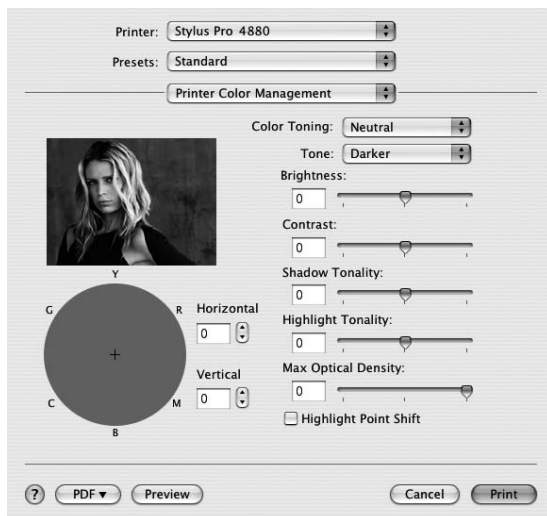 Printer: Stylus Pro 4880
Presets: Standard
Printer Color Management
Color Toning: Neutral
Tone: Darker
Brightness:
0
Contrast:
0
Shadow Tonality:
0
Highlight Tonality:
0
Max Optical Density:
0
Highlight Point Shift
Y
G R
C M
B
Horizontal
0
Vertical
0
? PDF▼ Preview Cancel Print